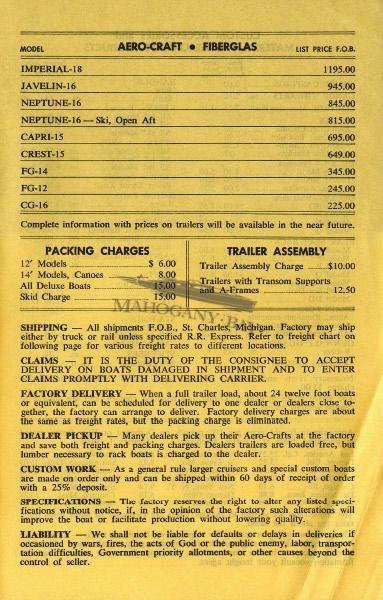 MODEL AERO-CRAFT • FIBERGLAS LIST PRICE F.O.B.
IMPERIAL-18 1195.00
JAVELIN-16 945.00
NEPTUNE-16 845.00
NEPTUNE-16 — Ski, Open Aft 815.00
CAPRI-15 695.00
CREST-15 649.00
FG-14 345.00
FG-12 245.00
CG-16 225.00
Complete information with prices on trailers will be available in the near future.
PACKING CHARGES
12' Models $ 6.00
14' Models, Canoes 8.00
All Deluxe Boats 15.00
Skid Charge 15.00
TRAILER ASSEMBLY
Trailer Assembly Charge $10.00
Trailers with Transom Supports
and A-Frames 12.50
MAHOGANY BAY
SHIPPING — All shipments F.O.B., St. Charles, Michigan. Factory may ship
either by truck or rail unless specified R.R. Express. Refer to freight chart on
following page for various freight rates to different locations.
CLAIMS — IT IS THE DUTY OF THE CONSIGNEE TO ACCEPT
DELIVERY ON BOATS DAMAGED IN SHIPMENT AND TO ENTER
CLAIMS PROMPTLY WITH DELIVERING CARRIER.
FACTORY DELIVERY — When a full trailer load, about 24 twelve foot boats
or equivalent, can be scheduled for delivery to one dealer or dealers close to-
gether, the factory can arrange to deliver. Factory delivery charges are about
the same as freight rates, but the packing charge is eliminated.
DEALER PICKUP — Many dealers pick up their Aero-Crafts at the factory
and save both freight and packing charges. Dealers trailers are loaded free, but
lumber necessary to rack boats is charged to the dealer.
CUSTOM WORK — As a general rule larger cruisers and special custom boats
are made on order only and can be shipped within 60 days of receipt of order
with a 25% deposit.
SPECIFICATIONS — The factory reserves the right to alter any listed speci-
fications without notice, if, in the opinion of the factory such alterations will
improve the boat or facilitate production without lowering quality.
LIABILITY — We shall not be liable for defaults or delays in deliveries if
occasioned by wars, fires, the acts of God or the public enemy, labor, transpor-
tation difficulties, Government priority allotments, or other causes beyond the
control of seller.